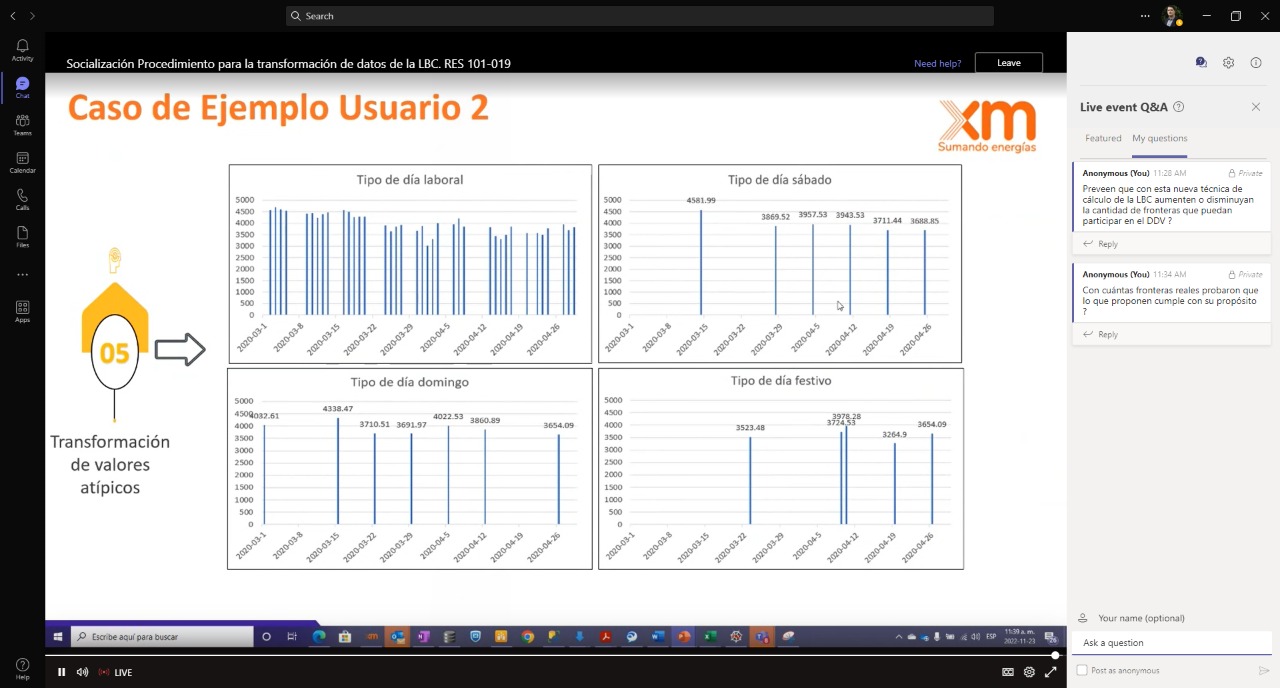 Search
Activity
Chat
Teams
Calendar
Calls
Files
Apps
Help
Socialización Procedimiento para la transformación de datos de la LBC. RES 101-019
Need help?
Leave
Caso de Ejemplo Usuario 2
xm
Sumando energías
05
Transformación
de valores
atípicos
Tipo de día laboral
5000
4500
4000
3500
3000
2500
2000
1500
1000
500
0
2020-03-1
2020-03-8
2020-03-15
2020-03-22
2020-03-29
2020-04-5
2020-04-12
2020-04-19
2020-04-26
Tipo de día sábado
5000
4500
4000
3500
3000
2500
2000
1500
1000
500
0
4581.99
3869.52
3957.53
3943.53
3711.44
3688.85
2020-03-1
2020-03-8
2020-03-15
2020-03-22
2020-03-29
2020-04-5
2020-04-12
2020-04-19
2020-04-26
Tipo de día domingo
5000
4500
4000
3500
3000
2500
2000
1500
1000
500
0
4032.61
4338.47
3710.51
3691.97
4022.53
3860.89
3654.09
2020-03-1
2020-03-8
2020-03-15
2020-03-22
2020-03-29
2020-04-5
2020-04-12
2020-04-19
2020-04-26
Tipo de día festivo
5000
4500
4000
3500
3000
2500
2000
1500
1000
500
0
3523.48
3724.53
3978.28
3264.9
3654.09
2020-03-1
2020-03-8
2020-03-15
2020-03-22
2020-03-29
2020-04-5
2020-04-12
2020-04-19
2020-04-26
Escribe aquí para buscar
ESP
11:39 a. m.
2022-11-23
LIVE
Live event Q&A
Featured
My questions
Anonymous (You) 11:28 AM
Private
Preveen que con esta nueva técnica de
cálculo de la LBC aumenten o disminuyan
la cantidad de fronteras que puedan
participar en el DDV ?
Reply
Anonymous (You) 11:34 AM
Private
Con cuántas fronteras reales probaron que
lo que proponen cumple con su propósito
?
Reply
Your name (optional)
Ask a question
Post as anonymous